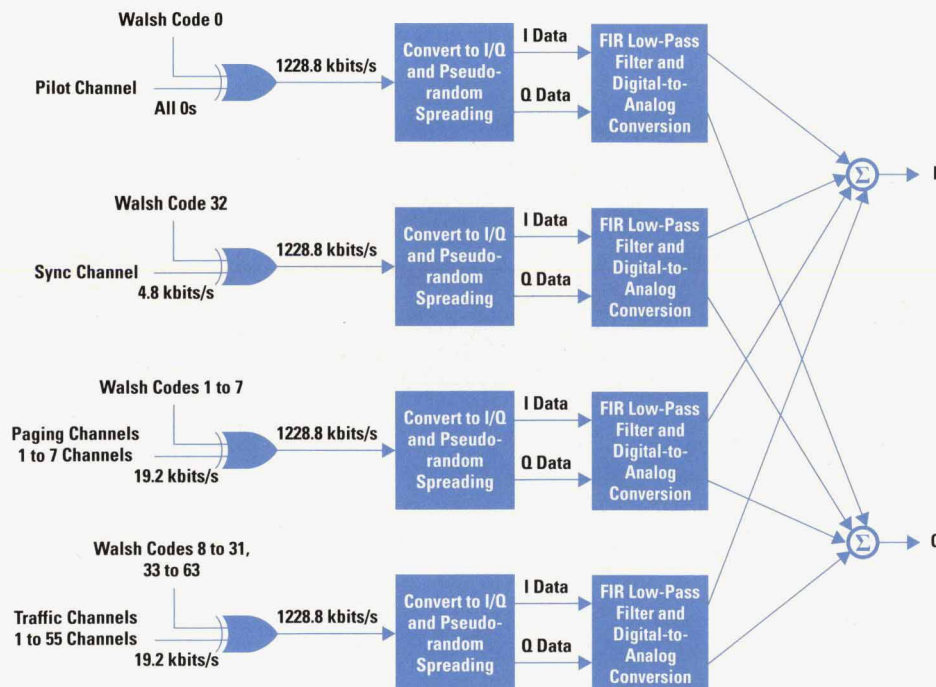 Walsh Code 0
Pilot Channel
All 0s
1228.8 kbits/s
Convert to I/Q
and Pseudo-
random
Spreading
I Data
Q Data
FIR Low-Pass
Filter and
Digital-to-
Analog
Conversion
Σ
I
Walsh Code 32
Sync Channel
4.8 kbits/s
1228.8 kbits/s
Convert to I/Q
and Pseudo-
random
Spreading
I Data
Q Data
FIR Low-Pass
Filter and
Digital-to-
Analog
Conversion
Walsh Codes 1 to 7
Paging Channels
1 to 7 Channels
19.2 kbits/s
1228.8 kbits/s
Convert to I/Q
and Pseudo-
random
Spreading
I Data
Q Data
FIR Low-Pass
Filter and
Digital-to-
Analog
Conversion
Σ
Walsh Codes 8 to 31,
33 to 63
Traffic Channels
1 to 55 Channels
19.2 kbits/s
1228.8 kbits/s
Convert to I/Q
and Pseudo-
random
Spreading
I Data
Q Data
FIR Low-Pass
Filter and
Digital-to-
Analog
Conversion